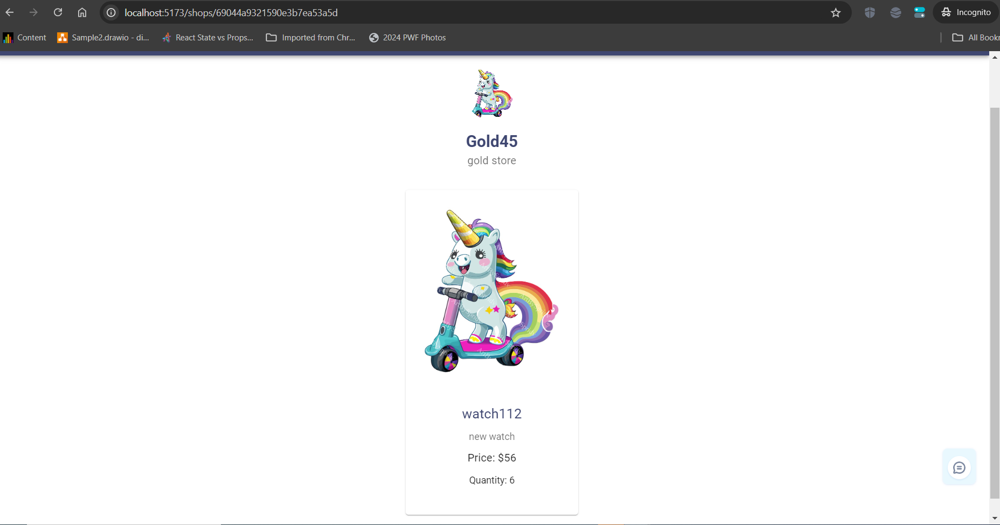 localhost:5173/shops/69044a9321590e3b7ea53a5d
Incognito
Content
Sample2.drawio - di...
React State vs Props...
Imported from Chr...
2024 PWF Photos
All Bookr
Gold45
gold store
watch112
new watch
Price: $56
Quantity: 6